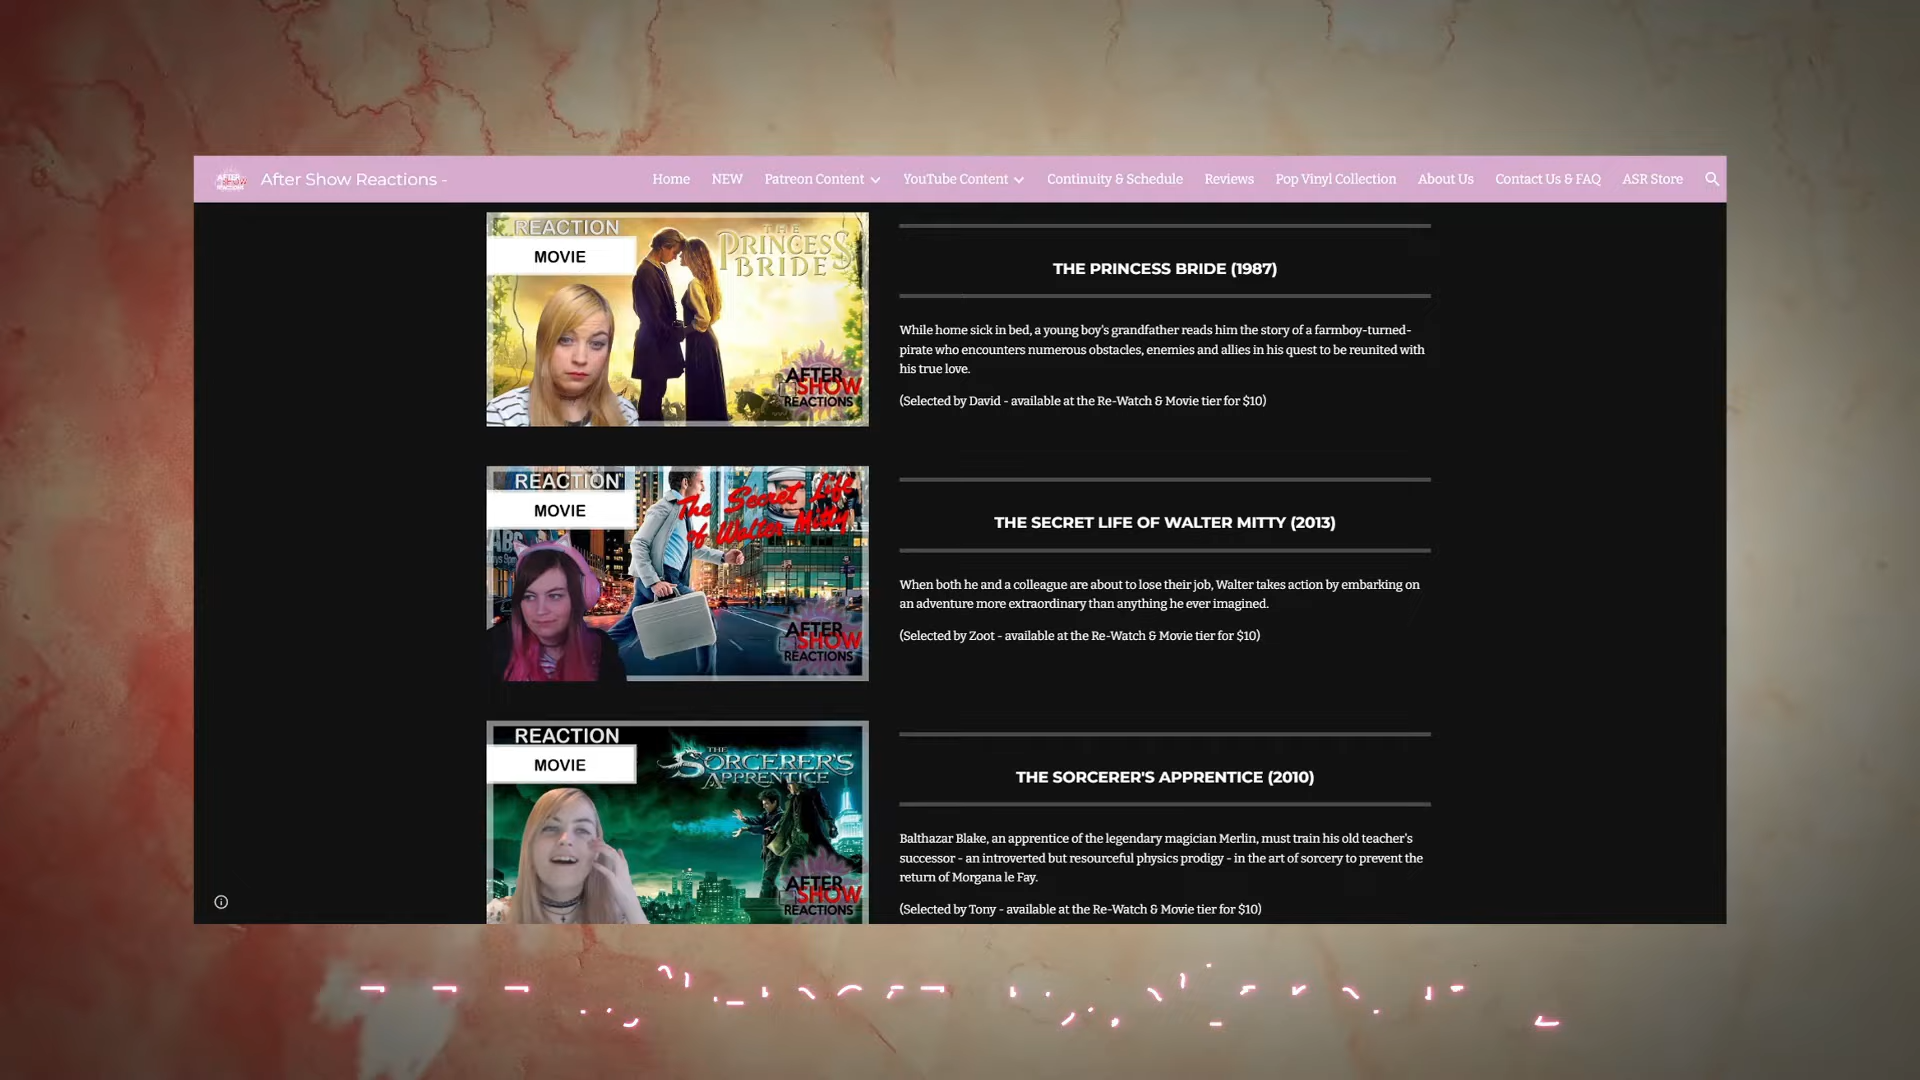 After Show Reactions -
Home NEW Patreon Content YouTube Content Continuity & Schedule Reviews Pop Vinyl Collection About Us Contact Us & FAQ ASR Store
REACTION
MOVIE
THE
PRINCESS
BRIDE
AFTER
SHOW
REACTIONS
THE PRINCESS BRIDE (1987)
While home sick in bed, a young boy's grandfather reads him the story of a farmboy-turned-
pirate who encounters numerous obstacles, enemies and allies in his quest to be reunited with
his true love.
(Selected by David - available at the Re-Watch & Movie tier for $10)
REACTION
MOVIE
The Secret Life
of Walter Mitty
AFTER
SHOW
REACTIONS
THE SECRET LIFE OF WALTER MITTY (2013)
When both he and a colleague are about to lose their job, Walter takes action by embarking on
an adventure more extraordinary than anything he ever imagined.
(Selected by Zoot - available at the Re-Watch & Movie tier for $10)
REACTION
MOVIE
THE
SORCERER'S
APPRENTICE
AFTER
SHOW
REACTIONS
THE SORCERER'S APPRENTICE (2010)
Balthazar Blake, an apprentice of the legendary magician Merlin, must train his old teacher's
successor - an introverted but resourceful physics prodigy - in the art of sorcery to prevent the
return of Morgana le Fay.
(Selected by Tony - available at the Re-Watch & Movie tier for $10)